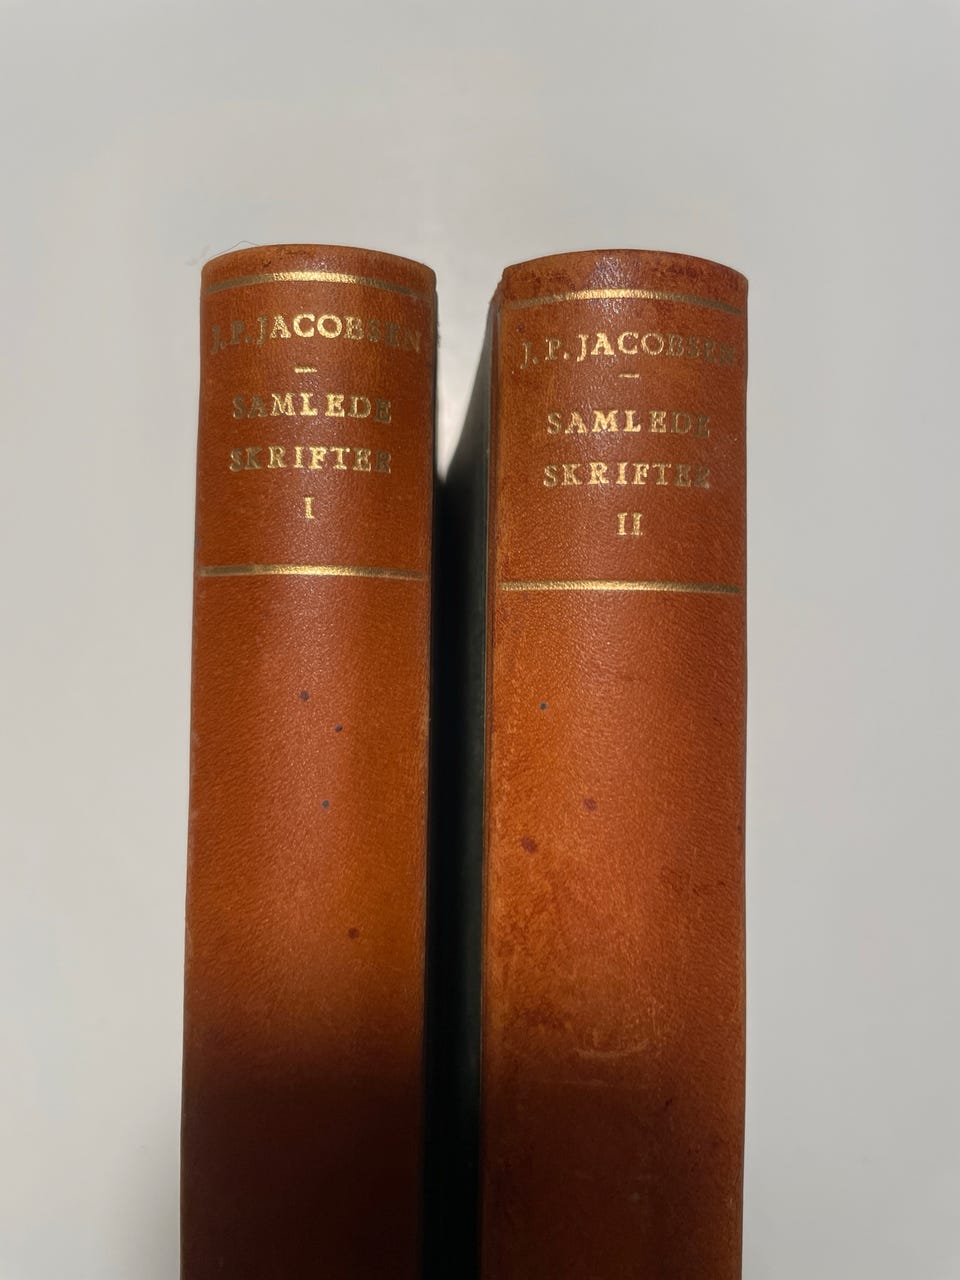 J. P. JACOBSEN
—
SAMLEDE
SKRIFTER
I
J. P. JACOBSEN
—
SAMLEDE
SKRIFTER
II